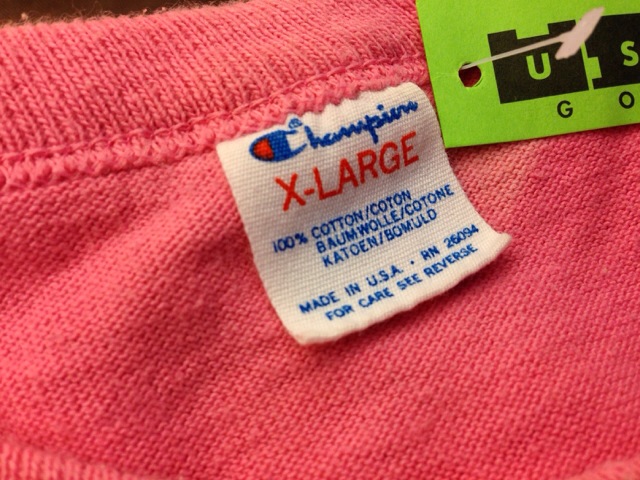 Champion®
X-LARGE
100% COTTON/COTON
BAUMWOLLE/COTONE
KATOEN/BOMULD
MADE IN U.S.A. · RN 26094
FOR CARE SEE REVERSE
U S
G O